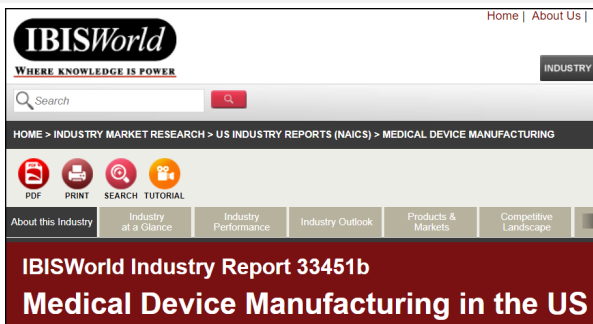 Home | About Us |
IBISWorld
WHERE KNOWLEDGE IS POWER
INDUSTRY
Search
HOME > INDUSTRY MARKET RESEARCH > US INDUSTRY REPORTS (NAICS) > MEDICAL DEVICE MANUFACTURING
PDF
PDF PRINT SEARCH TUTORIAL
About this Industry
Industry
at a Glance
Industry
Performance
Industry Outlook
Products &
Markets
Competitive
Landscape
IBISWorld Industry Report 33451b
Medical Device Manufacturing in the US